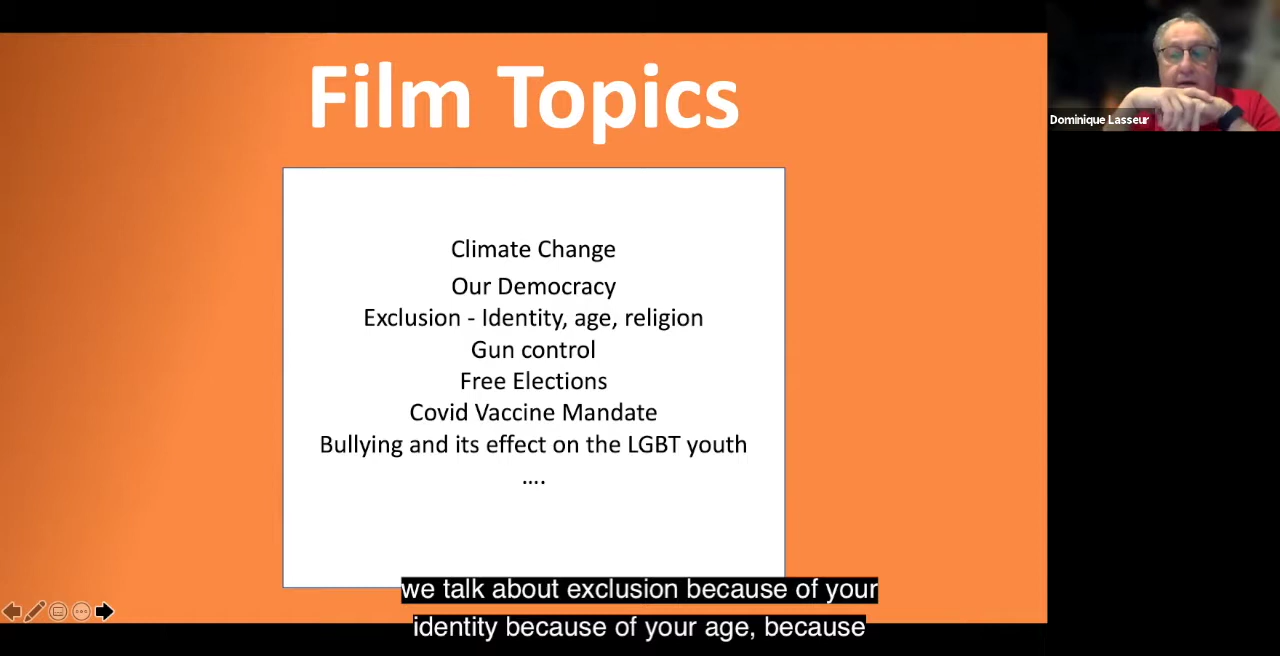 Film Topics
Dominique Lasseur
Climate Change
Our Democracy
Exclusion - Identity, age, religion
Gun control
Free Elections
Covid Vaccine Mandate
Bullying and its effect on the LGBT youth
....
we talk about exclusion because of your
identity because of your age, because